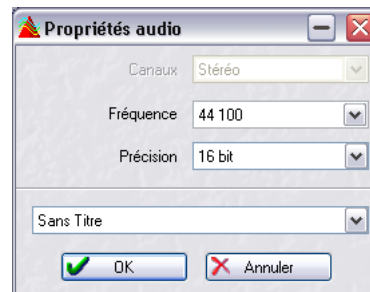 Propriétés audio
Canaux Stéréo
Fréquence 44 100
Précision 16 bit
Sans Titre
OK Annuler